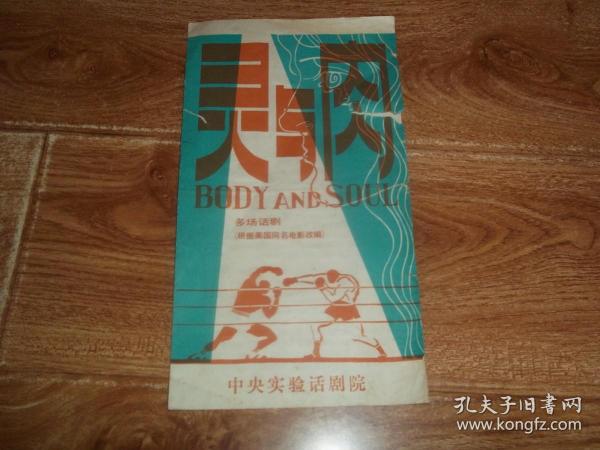 灵与肉
BODY AND SOUL
多场话剧
(根据美国同名电影改编)
中央实验话剧院
孔夫子旧书网
www.kongfz.com